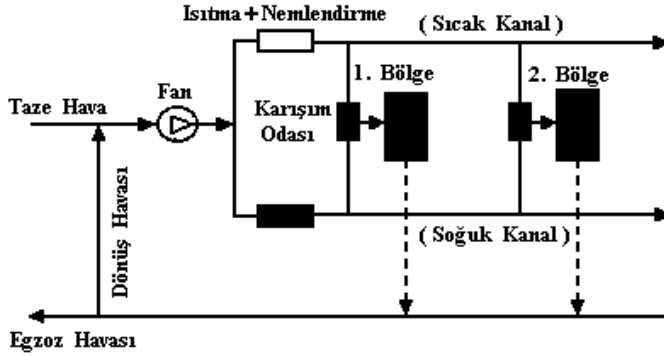 Isıtma+Nemlendirme
( Sıcak Kanal )
1. Bölge
2. Bölge
Fan
Taze Hava
Karışım
Odası
Dönüş Havası
( Soğuk Kanal )
Egzoz Havası